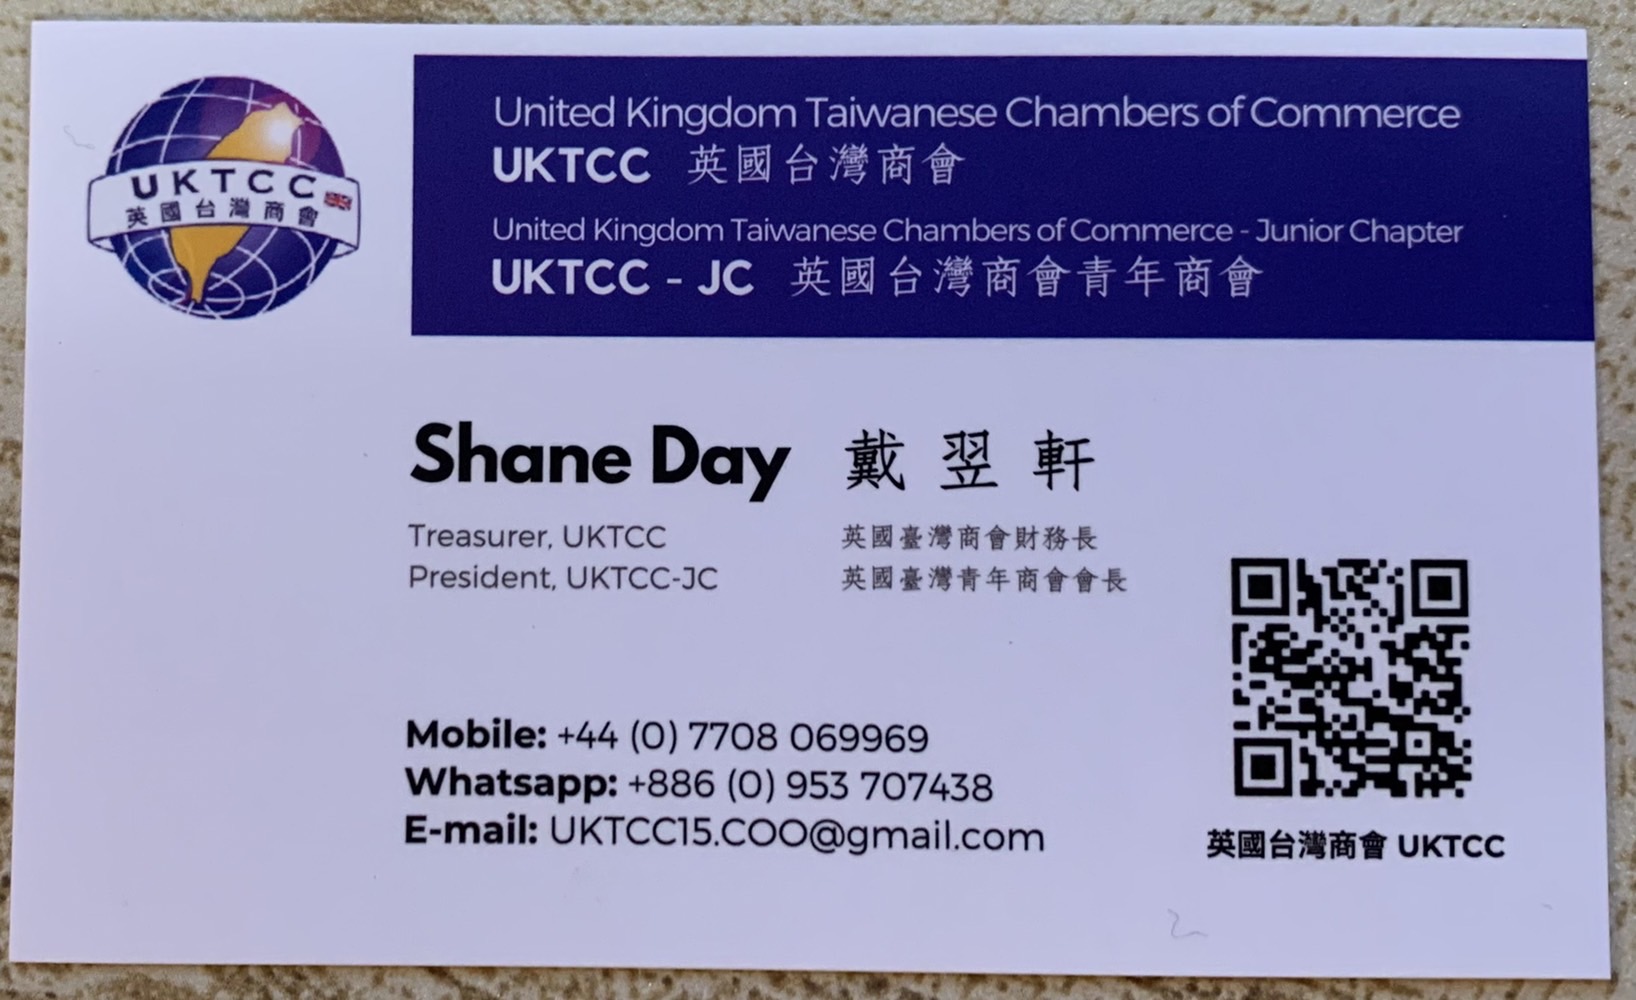 UKTCC
英國台灣商會
United Kingdom Taiwanese Chambers of Commerce
UKTCC 英國台灣商會
United Kingdom Taiwanese Chambers of Commerce - Junior Chapter
UKTCC - JC 英國台灣商會青年商會
Shane Day 戴翌軒
Treasurer, UKTCC 英國臺灣商會財務長
President, UKTCC-JC 英國臺灣青年商會會長
Mobile: +44 (0) 7708 069969
Whatsapp: +886 (0) 953 707438
E-mail: UKTCC15.COO@gmail.com
英國台灣商會 UKTCC